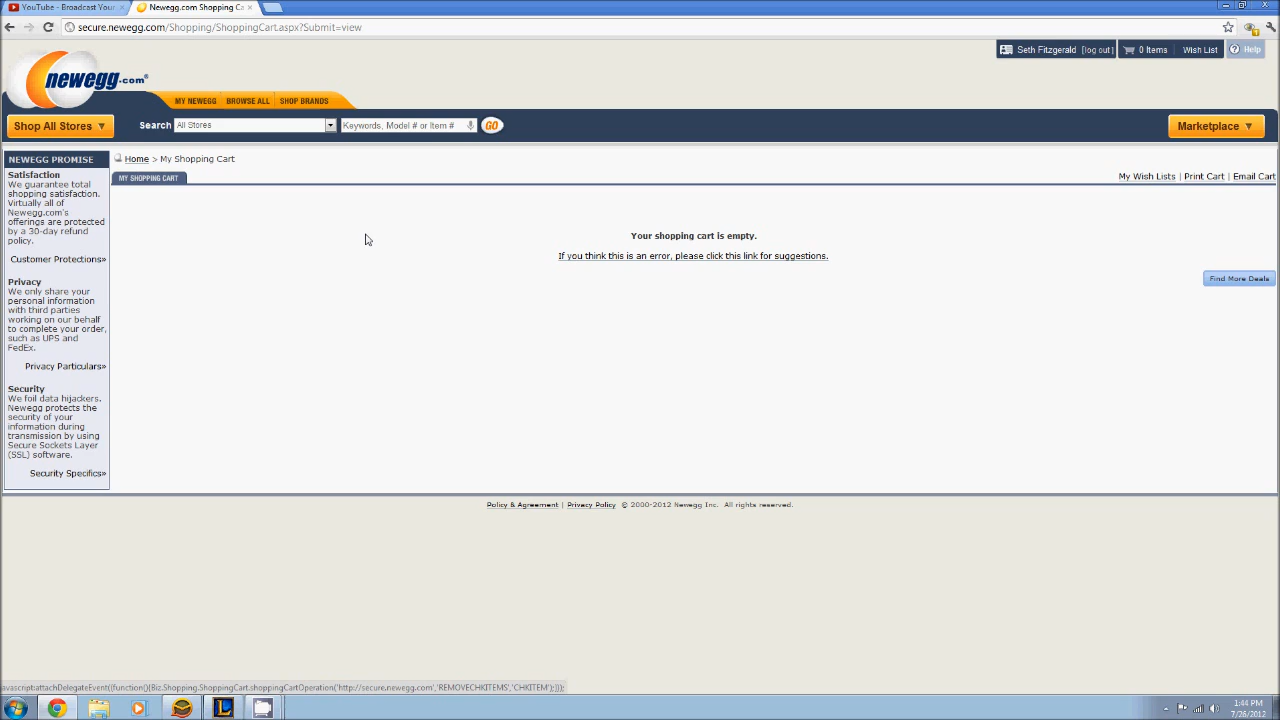 YouTube - Broadcast Your
Newegg.com Shopping Ca
secure.newegg.com/Shopping/ShoppingCart.aspx?Submit=view
Seth Fitzgerald [log out] 0 Items Wish List Help
newegg.com
MY NEWEGG BROWSE ALL SHOP BRANDS
Shop All Stores ▼ Search All Stores Keywords, Model # or Item # GO Marketplace ▼
NEWEGG PROMISE
Satisfaction
We guarantee total
shopping satisfaction.
Virtually all of
Newegg.com's
offerings are protected
by a 30-day refund
policy.
Customer Protections»
Privacy
We only share your
personal information
with third parties
working on our behalf
to complete your order,
such as UPS and
FedEx.
Privacy Particulars»
Security
We foil data hijackers.
Newegg protects the
security of your
information during
transmission by using
Secure Sockets Layer
(SSL) software.
Security Specifics»
Home > My Shopping Cart
MY SHOPPING CART
My Wish Lists | Print Cart | Email Cart
Your shopping cart is empty.
If you think this is an error, please click this link for suggestions.
Find More Deals
Policy & Agreement | Privacy Policy © 2000-2012 Newegg Inc. All rights reserved.
javascript:attachDelegateEvent((function(){Biz.Shopping.ShoppingCart.shoppingCartOperation('http://secure.newegg.com','REMOVECHKITEMS','CHKITEM');}));
L
1:44 PM
7/26/2012